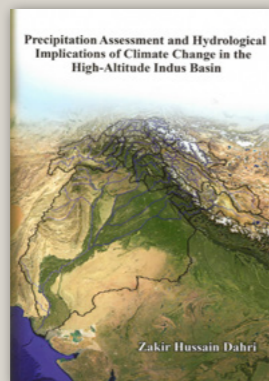 Precipitation Assessment and Hydrological
Implications of Climate Change in the
High-Altitude Indus Basin
Zakir Hussain Dahri